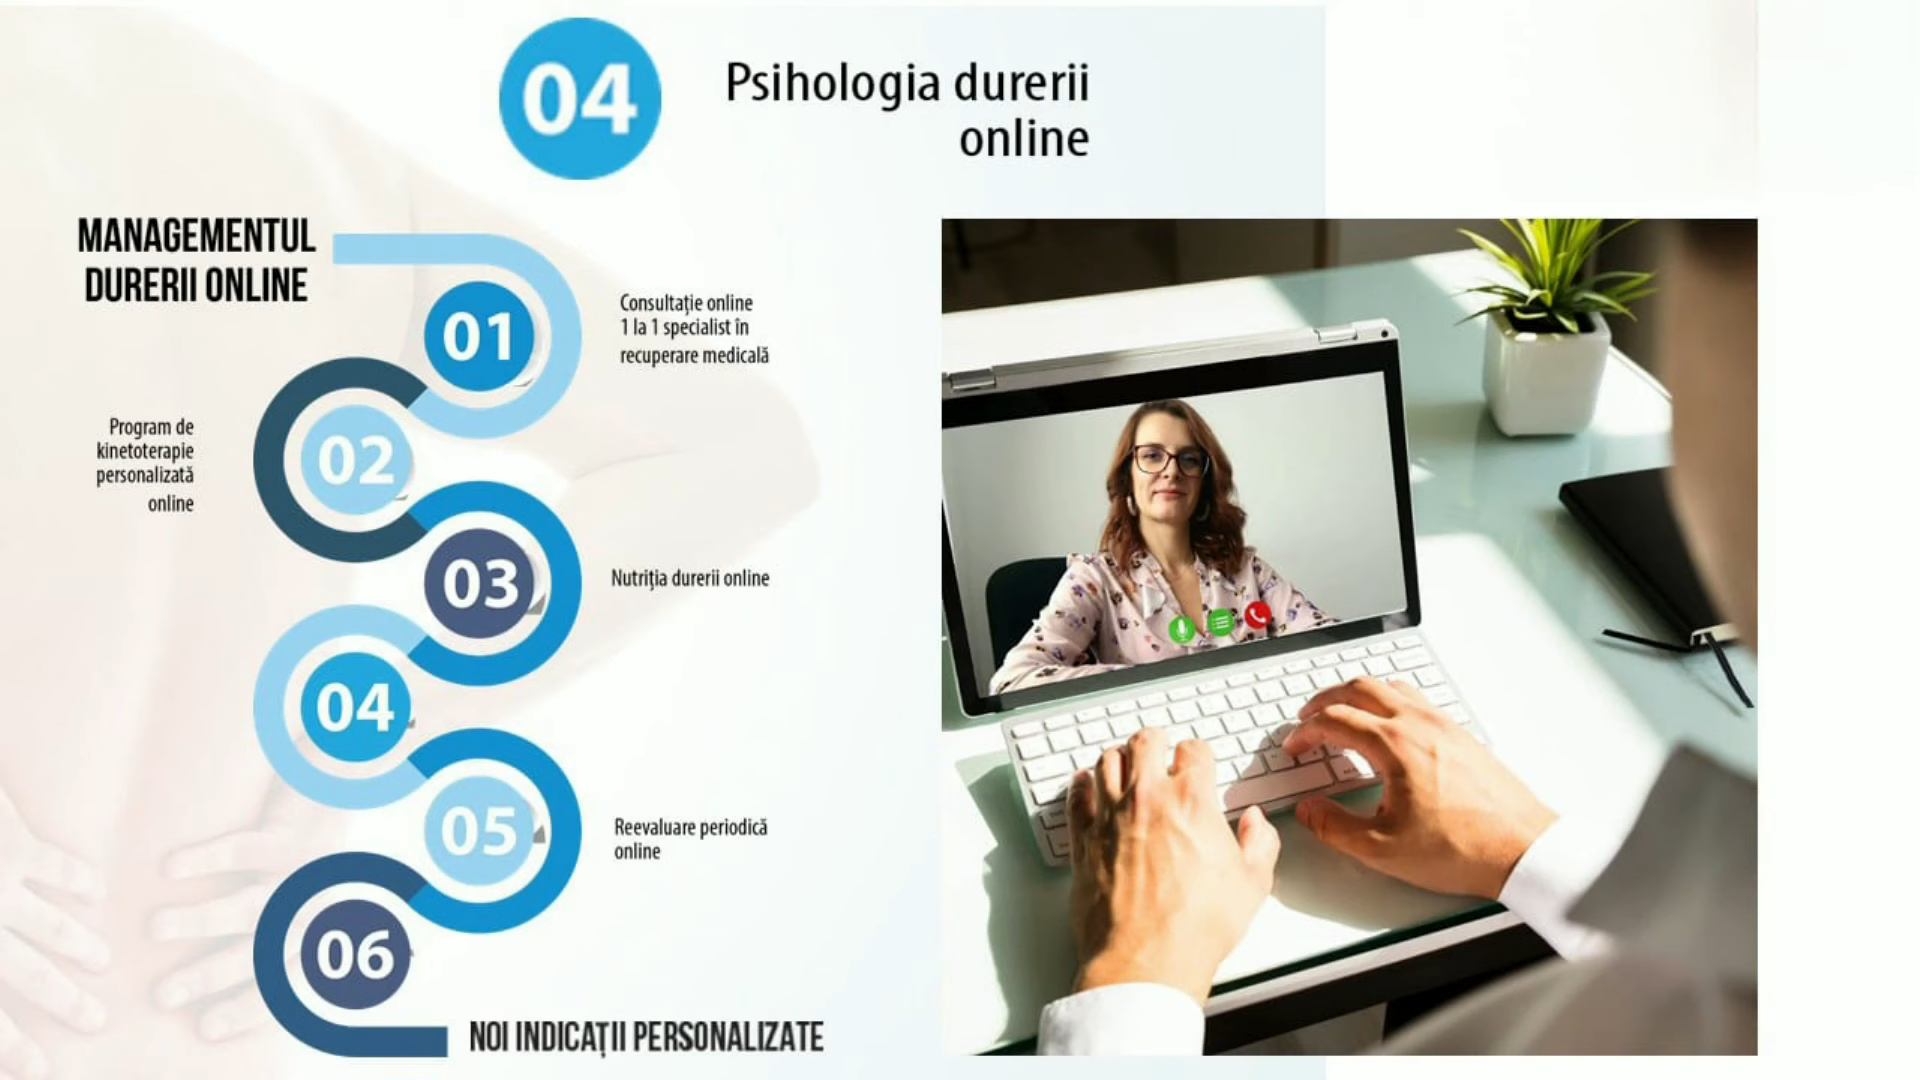 04
Psihologia durerii
online
MANAGEMENTUL
DURERII ONLINE
01
Consultație online
1 la 1 specialist în
recuperare medicală
02
Program de
kinetoterapie
personalizată
online
03
Nutriția durerii online
04
05
Reevaluare periodică
online
06
NOI INDICAȚII PERSONALIZATE